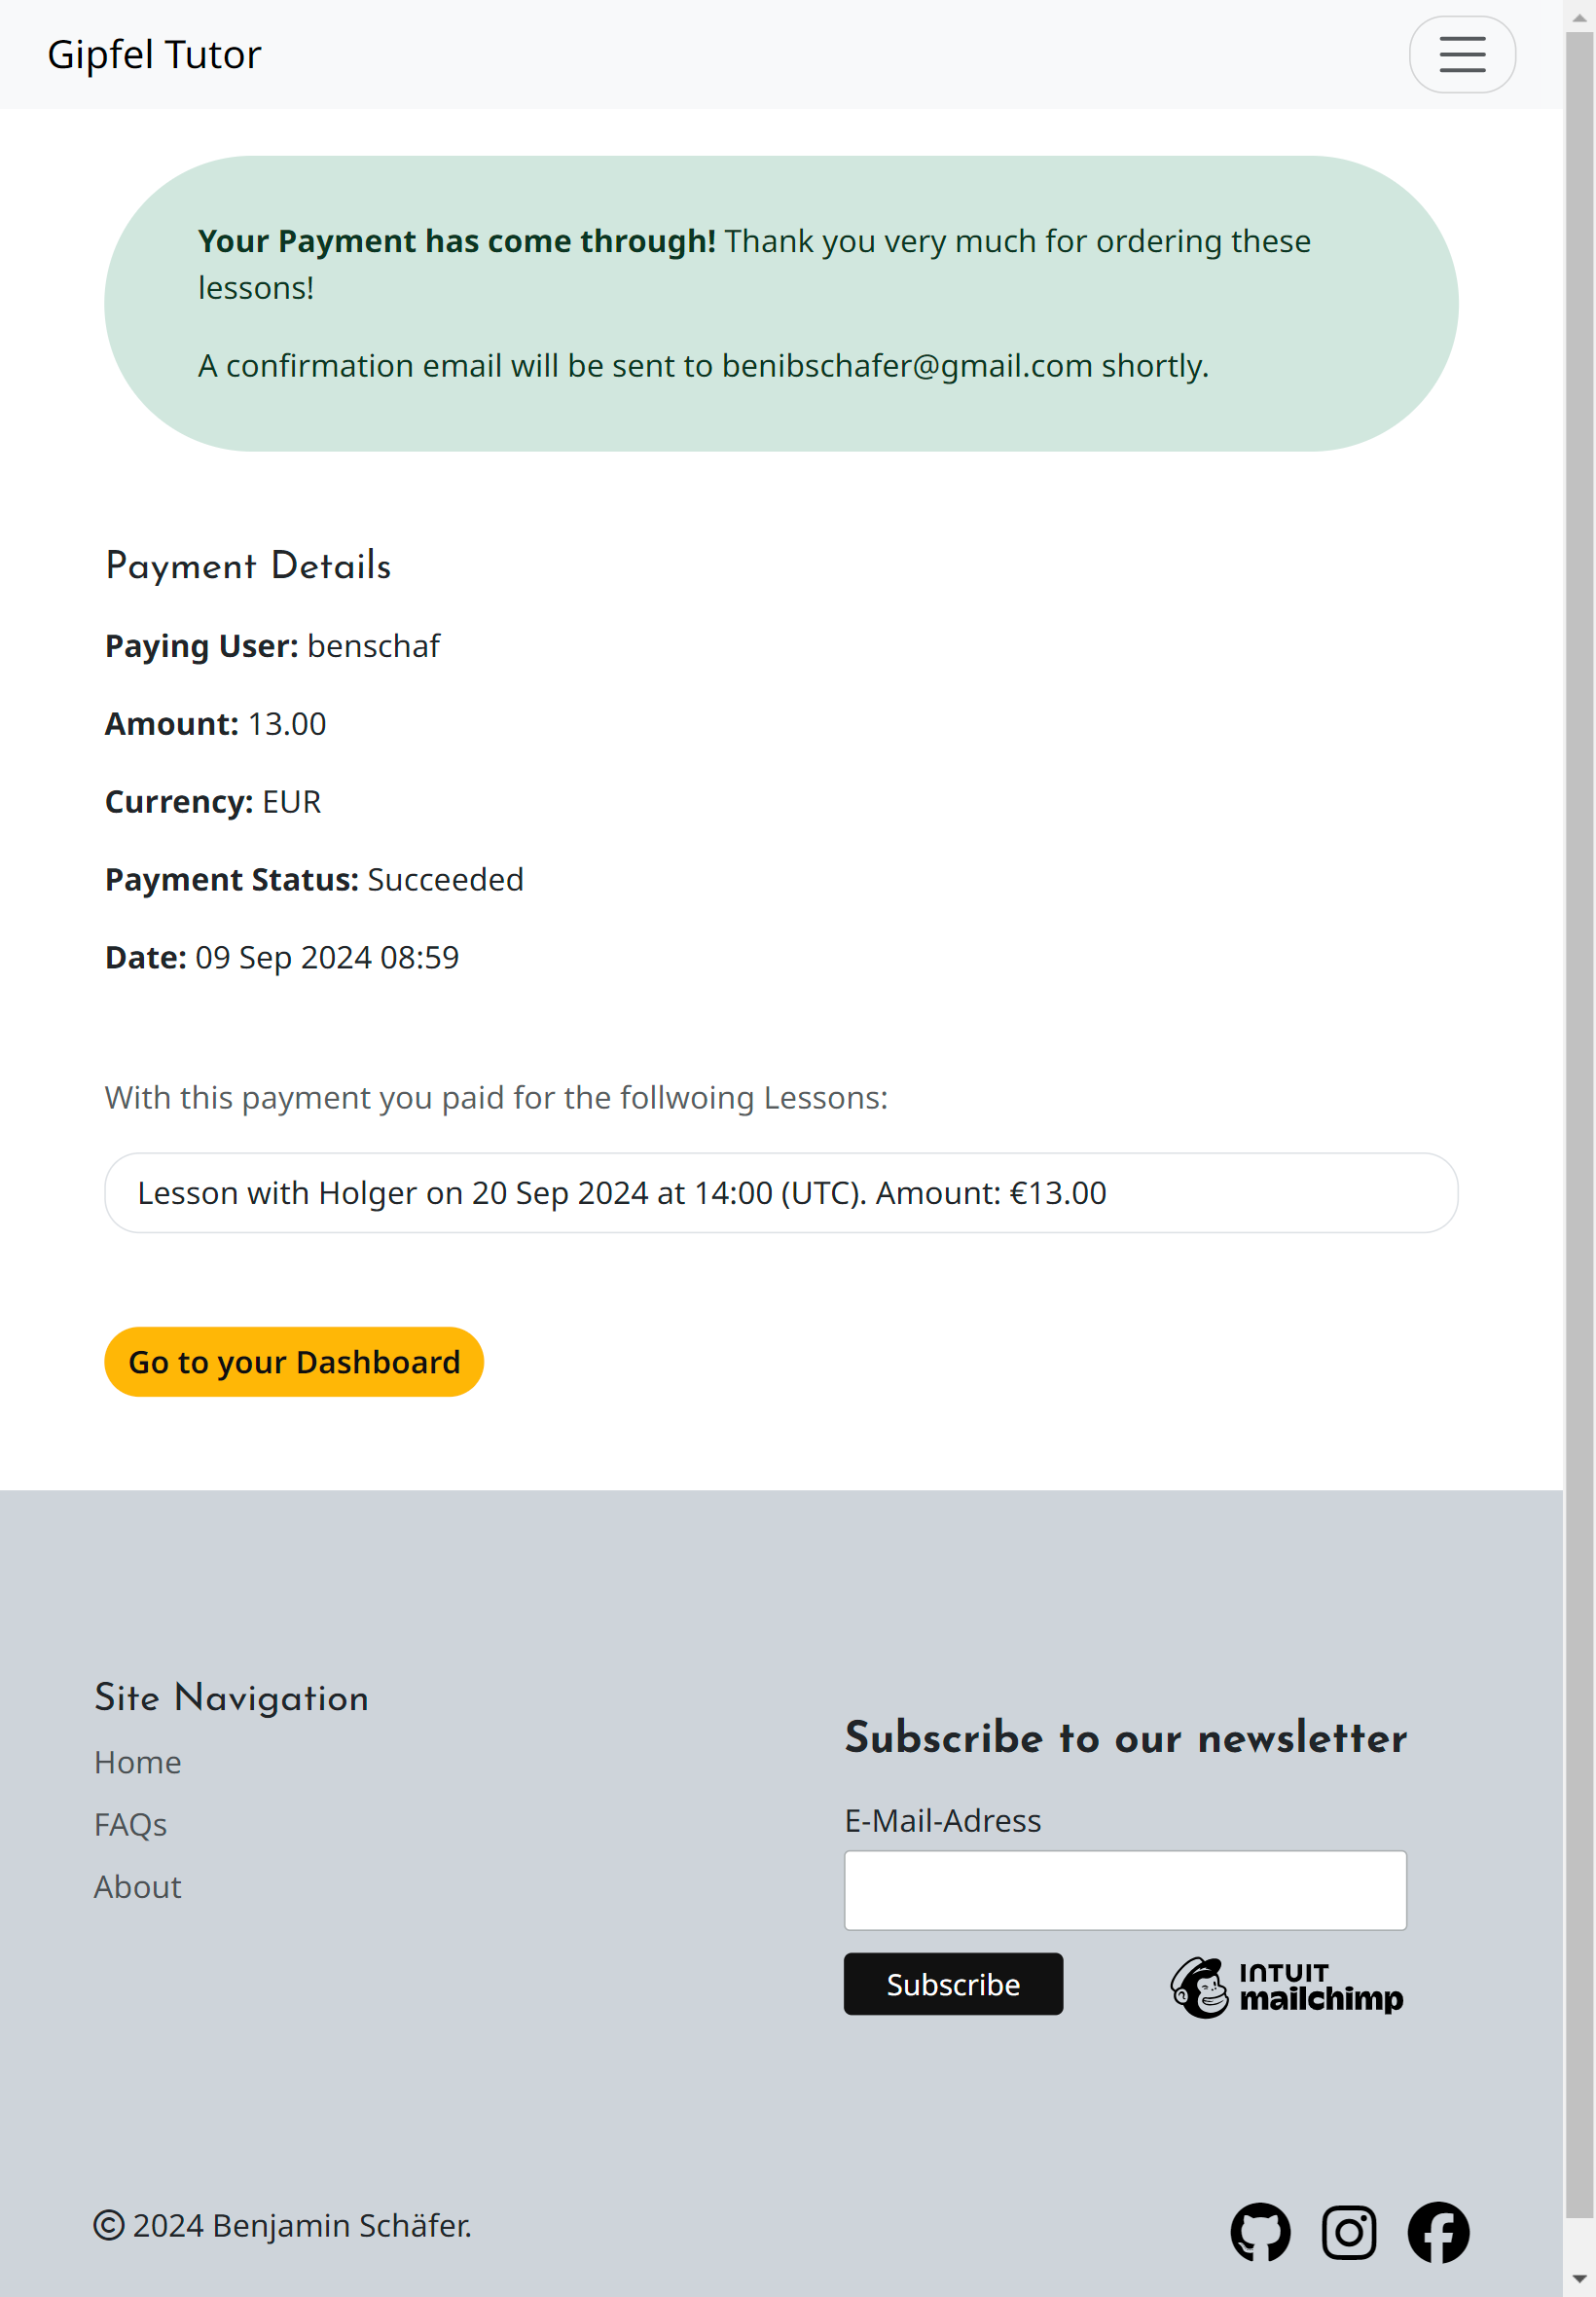 Gipfel Tutor
Your Payment has come through! Thank you very much for ordering these
lessons!
A confirmation email will be sent to benibschafer@gmail.com shortly.
Payment Details
Paying User: benschaf
Amount: 13.00
Currency: EUR
Payment Status: Succeeded
Date: 09 Sep 2024 08:59
With this payment you paid for the follwoing Lessons:
Lesson with Holger on 20 Sep 2024 at 14:00 (UTC). Amount: €13.00
Go to your Dashboard
Site Navigation
Home
FAQs
About
Subscribe to our newsletter
E-Mail-Adress
Subscribe
INTUIT
mailchimp
© 2024 Benjamin Schäfer.